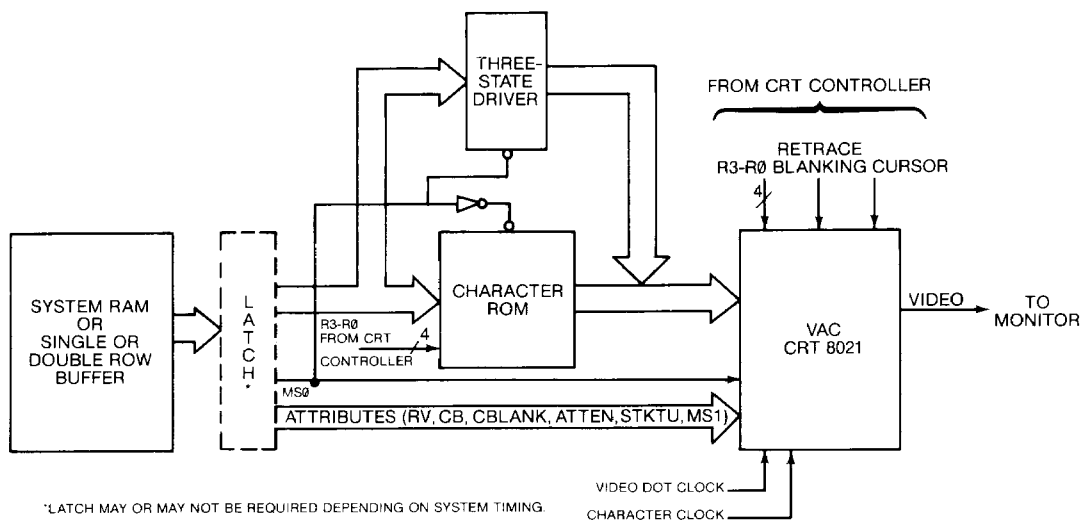 THREE-
STATE
DRIVER
FROM CRT CONTROLLER
RETRACE
R3-RØ BLANKING CURSOR
4
SYSTEM RAM
OR
SINGLE OR
DOUBLE ROW
BUFFER
LATCH*
CHARACTER
ROM
R3-RØ
FROM CRT
CONTROLLER
4
MSØ
VAC
CRT 8021
VIDEO
TO
MONITOR
ATTRIBUTES (RV, CB, CBLANK, ATTEN, STKTU, MS1)
VIDEO DOT CLOCK
CHARACTER CLOCK
*LATCH MAY OR MAY NOT BE REQUIRED DEPENDING ON SYSTEM TIMING.